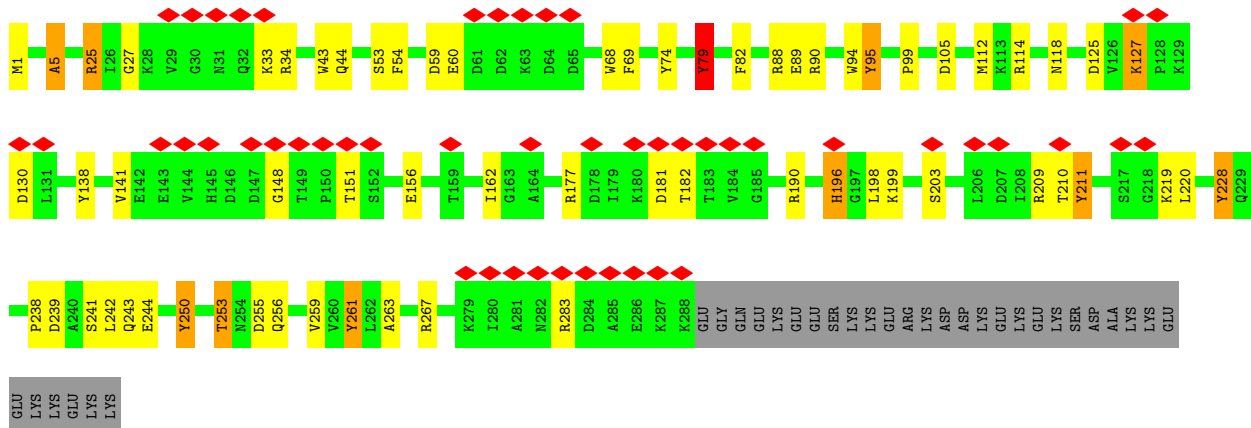 M1 A5 R25 I26 G27 K28 V29 G30 N31 Q32 K33 R34 W43 Q44 S53 F54 D59 E60 D61 D62 K63 D64 D65 W68 F69 Y74 Y79 F82 R88 E89 R90 W94 Y95 P99 D105 M112 K113 R114 N118 D125 V126 K127 P128 K129
D130 L131 Y138 V141 E142 E143 V144 H145 D146 D147 G148 T149 P150 T151 S152 E156 T159 I162 G163 A164 R177 D178 I179 K180 D181 T182 T183 V184 G185 R190 H196 G197 L198 K199 S203 L206 D207 I208 R209 T210 Y211 S217 G218 K219 L220 Y228 Q229
P238 D239 A240 S241 L242 Q243 E244 Y250 T253 N254 D255 Q256 V259 V260 Y261 L262 A263 R267 K279 I280 A281 N282 R283 D284 A285 E286 K287 K288 GLU GLY GLN GLU LYS GLU GLU SER LYS LYS GLU ARG LYS ASP ASP LYS GLU LYS GLU LYS SER ASP ALA LYS LYS GLU
GLU LYS LYS GLU LYS LYS